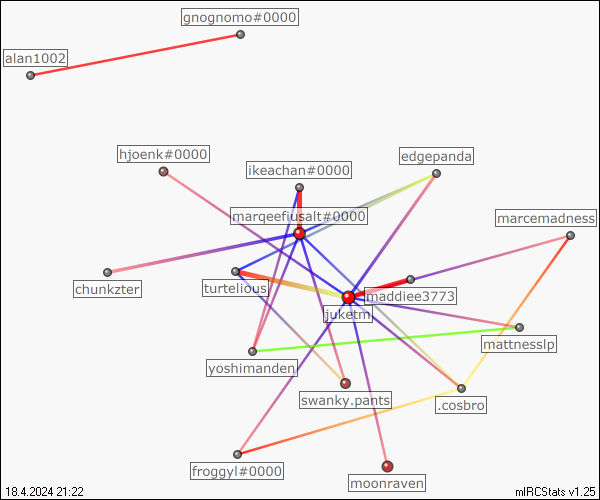 gnognomo#0000
alan1002
hjoenk#0000
edgepanda
ikeachan#0000
marqeefiusalt#0000
marcemadness
chunkzter
turtelious
maddiee3773
juketm
mattnesslp
yoshimanden
swanky.pants
.cosbro
froggyl#0000
moonraven
18.4.2024 21:22
mIRCStats v1.25